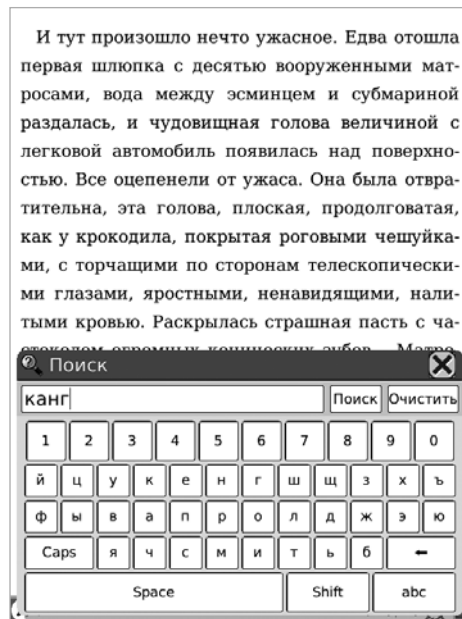 И тут произошло нечто ужасное. Едва отошла
первая шлюпка с десятью вооруженными мат-
росами, вода между эсминцем и субмариной
раздалась, и чудовищная голова величиной с
легковой автомобиль появилась над поверхно-
стью. Все оцепенели от ужаса. Она была отвра-
тительна, эта голова, плоская, продолговатая,
как у крокодила, покрытая роговыми чешуйка-
ми, с торчащими по сторонам телескопически-
ми глазами, яростными, ненавидящими, нали-
тыми кровью. Раскрылась страшная пасть с ча-
Поиск
канг Поиск Очистить
1 2 3 4 5 6 7 8 9 0
й ц у к е н г ш щ з х ъ
ф ы в а п р о л д ж э ю
Caps я ч с м и т ь б ←
Space Shift abc